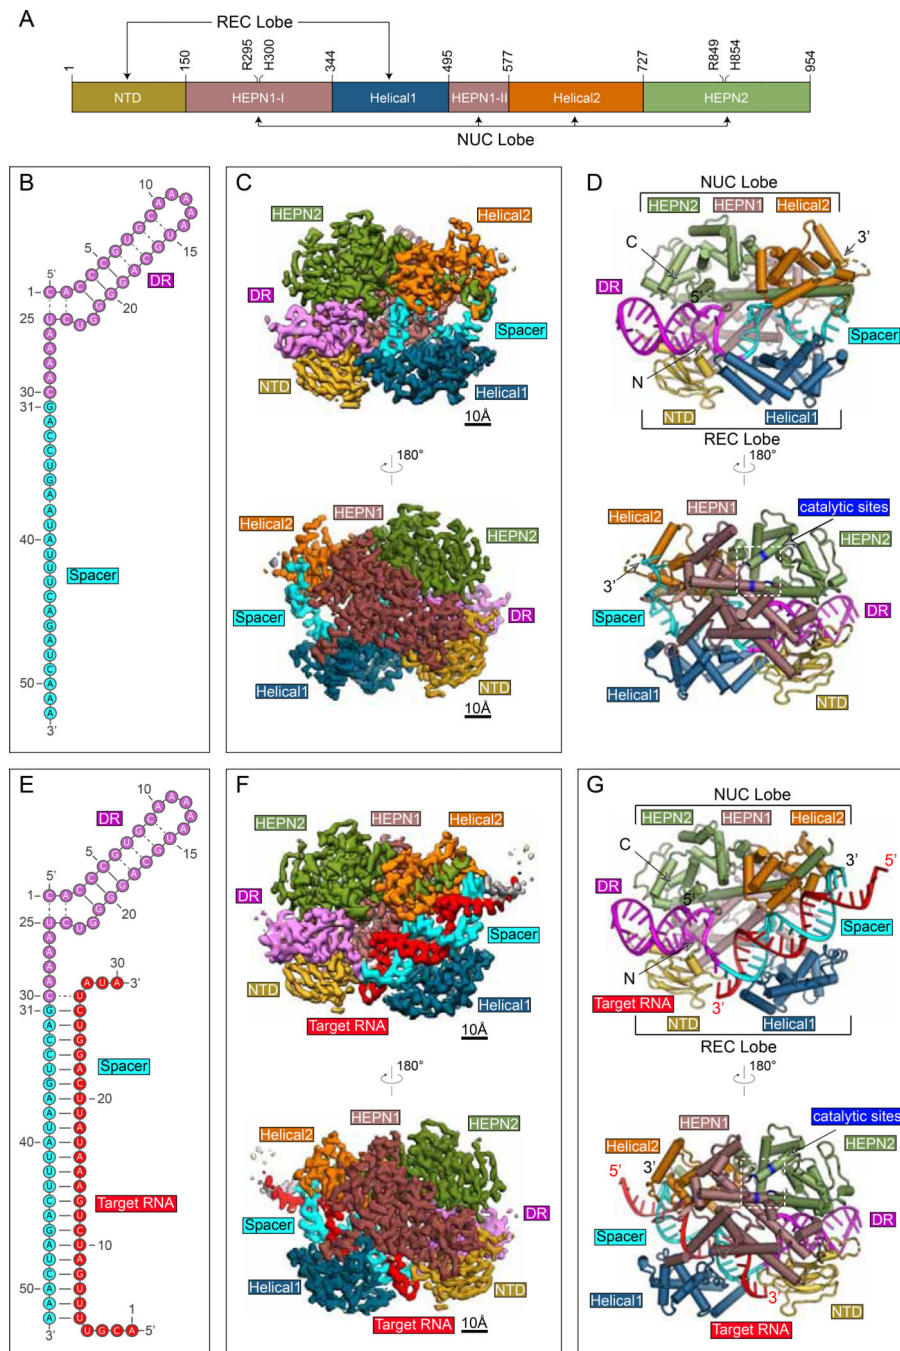 A
REC Lobe
1
150
R295
H300
344
495
577
727
R849
H854
954
NTD
HEPN1-I
Helical1
HEPN1-II
Helical2
HEPN2
NUC Lobe
B
10
15
5
5'
DR
1
20
25
30
31
40
Spacer
50
3'
C
HEPN2
Helical2
DR
Spacer
NTD
Helical1
10Å
180°
HEPN1
Helical2
HEPN2
Spacer
DR
Helical1
NTD
10Å
D
NUC Lobe
HEPN2
HEPN1
Helical2
C
3'
DR
5'
Spacer
N
NTD
Helical1
REC Lobe
180°
HEPN1
catalytic sites
Helical2
HEPN2
3'
Spacer
DR
Helical1
NTD
E
10
DR
15
5
5'
1
20
25
30
A U A
3'
30
31
Spacer
20
40
Target RNA
10
50
1
3'
U G C A
5'
F
HEPN1
Helical2
HEPN2
DR
Spacer
NTD
Helical1
Target RNA
10Å
180°
HEPN1
HEPN2
Helical2
Spacer
DR
Helical1
NTD
Target RNA
10Å
G
NUC Lobe
HEPN2
HEPN1
Helical2
C
3'
5'
DR
5'
Spacer
N
Target RNA
3'
NTD
Helical1
REC Lobe
180°
HEPN1
catalytic sites
Helical2
HEPN2
5'
3'
Spacer
DR
Helical1
3'
NTD
Target RNA